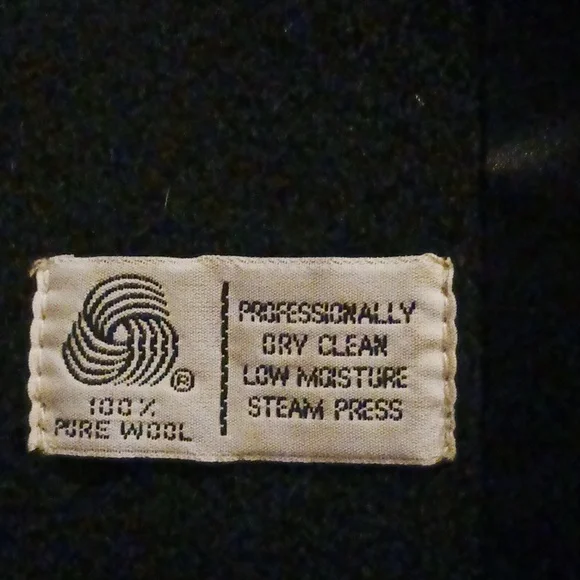 ®
100%
PURE WOOL
PROFESSIONALLY
DRY CLEAN
LOW MOISTURE
STEAM PRESS